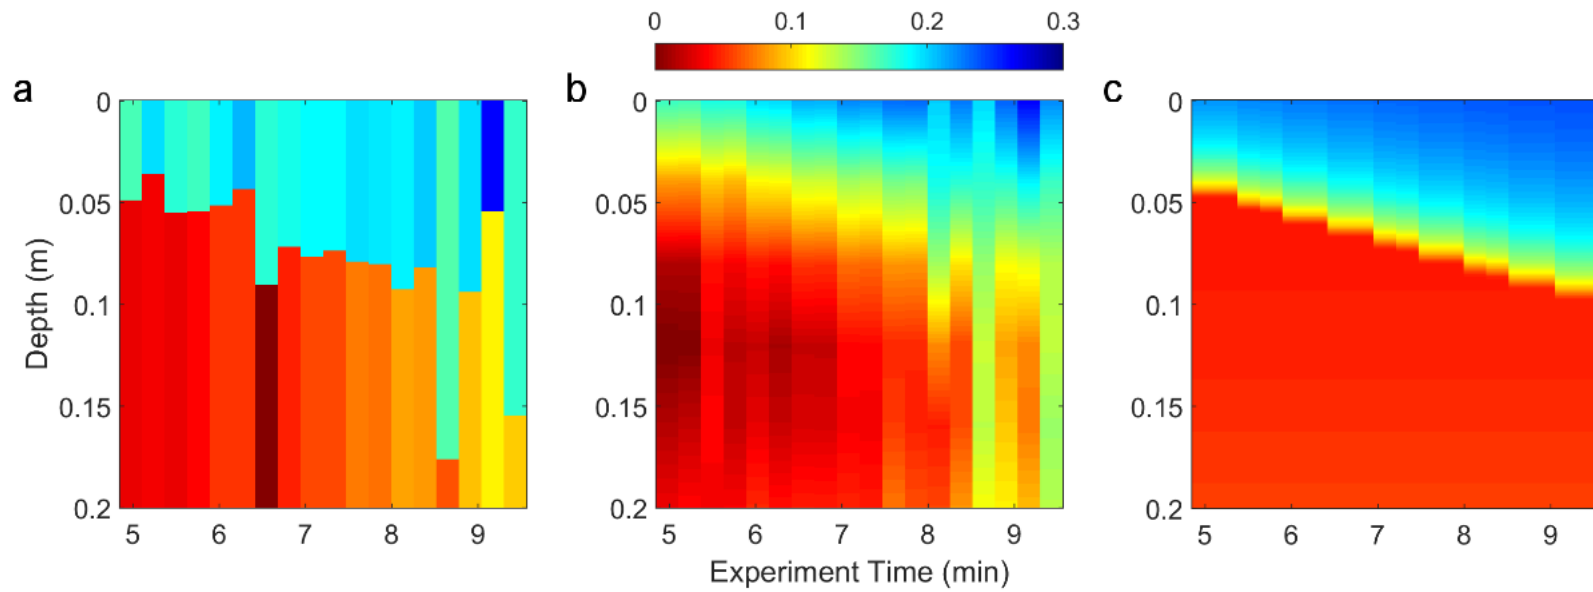 0 0.1 0.2 0.3
a b c
0 0 0
0.05 0.05 0.05
0.1 0.1 0.1
0.15 0.15 0.15
0.2 0.2 0.2
Depth (m)
5 6 7 8 9 5 6 7 8 9 5 6 7 8 9
Experiment Time (min)